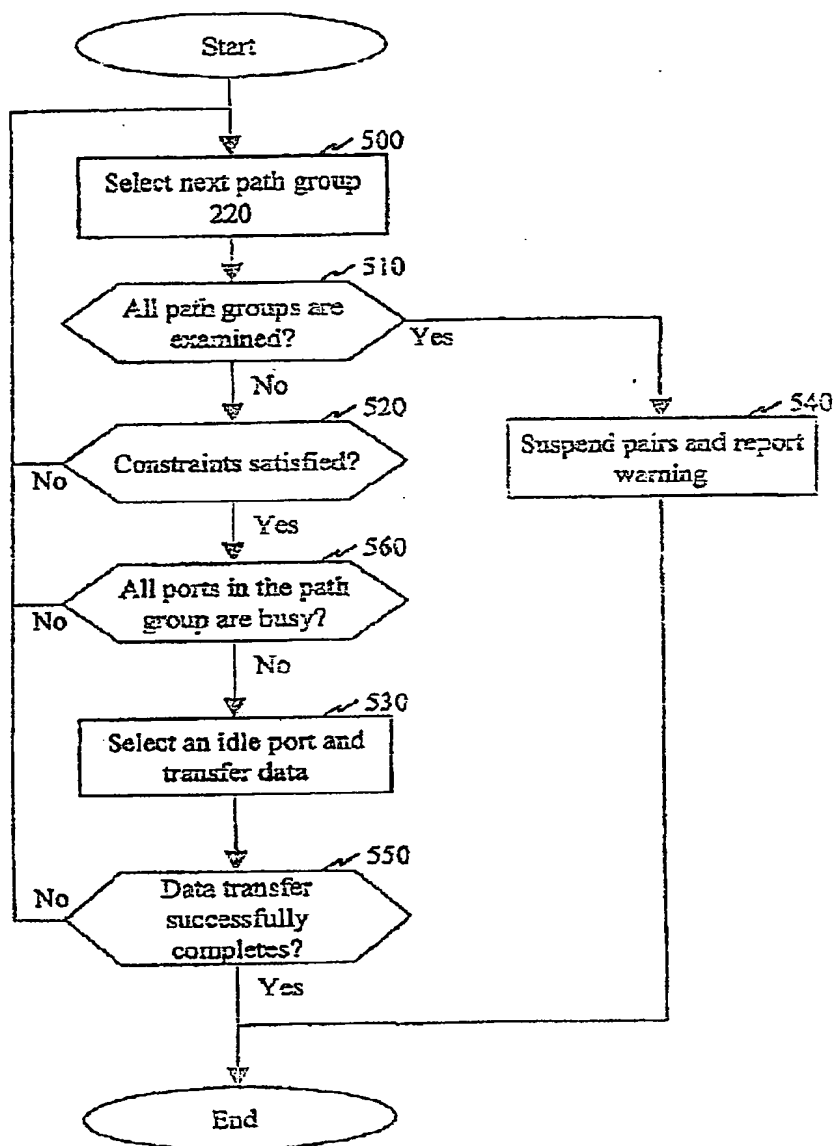 Start
500
Select next path group
220
510
All path groups are
examined?
Yes
No
520
540
Constraints satisfied?
Suspend pairs and report
warning
No
Yes
560
All ports in the path
group are busy?
No
No
530
Select an idle port and
transfer data
550
No
Data transfer
successfully
completes?
Yes
End